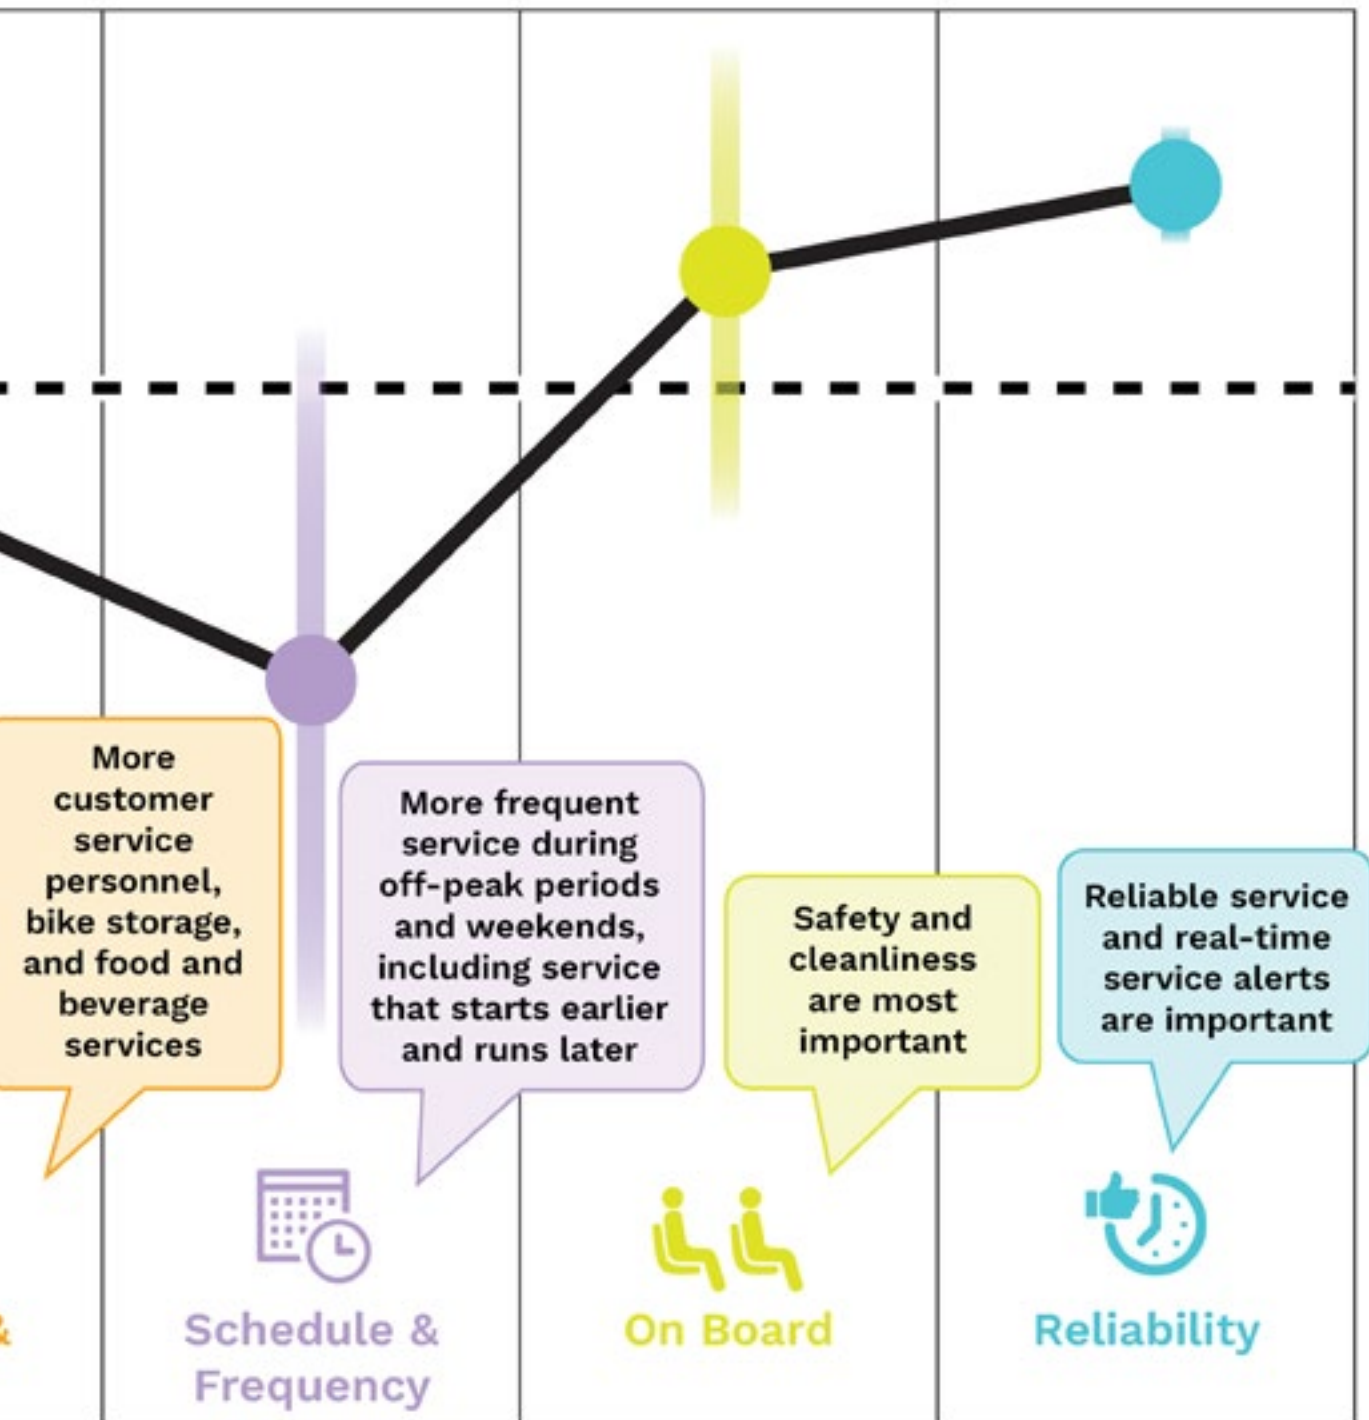 More
customer
service
personnel,
bike storage,
and food and
beverage
services
More frequent
service during
off-peak periods
and weekends,
including service
that starts earlier
and runs later
Safety and
cleanliness
are most
important
Reliable service
and real-time
service alerts
are important
&
Schedule &
Frequency
On Board
Reliability